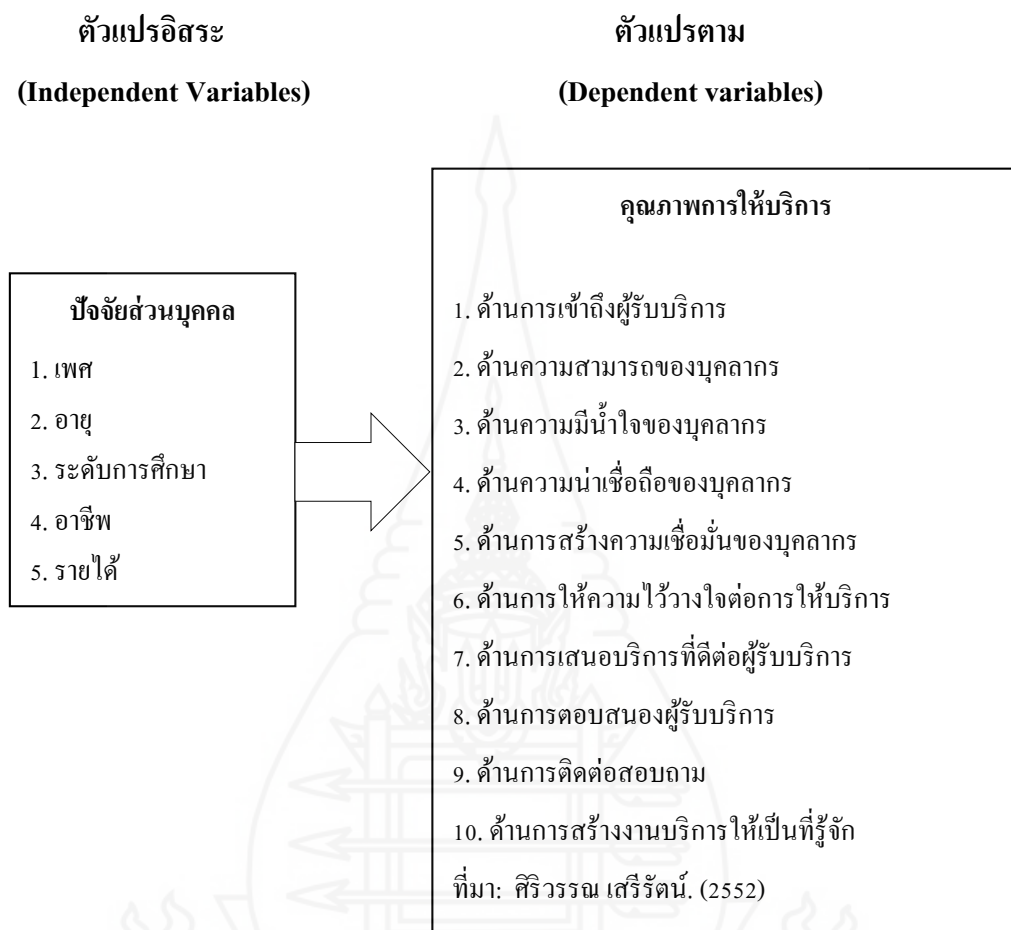 ตัวแปรอิสระ
(Independent Variables)
ตัวแปรตาม
(Dependent variables)
ปัจจัยส่วนบุคคล
1. เพศ
2. อายุ
3. ระดับการศึกษา
4. อาชีพ
5. รายได้
คุณภาพการให้บริการ
1. ด้านการเข้าถึงผู้รับบริการ
2. ด้านความสามารถของบุคลากร
3. ด้านความมีน้ำใจของบุคลากร
4. ด้านความน่าเชื่อถือของบุคลากร
5. ด้านการสร้างความเชื่อมั่นของบุคลากร
6. ด้านการให้ความไว้วางใจต่อการให้บริการ
7. ด้านการเสนอบริการที่ดีต่อผู้รับบริการ
8. ด้านการตอบสนองผู้รับบริการ
9. ด้านการติดต่อสอบถาม
10. ด้านการสร้างงานบริการให้เป็นที่รู้จัก
ที่มา: ศิริวรรณ เสรีรัตน์. (2552)